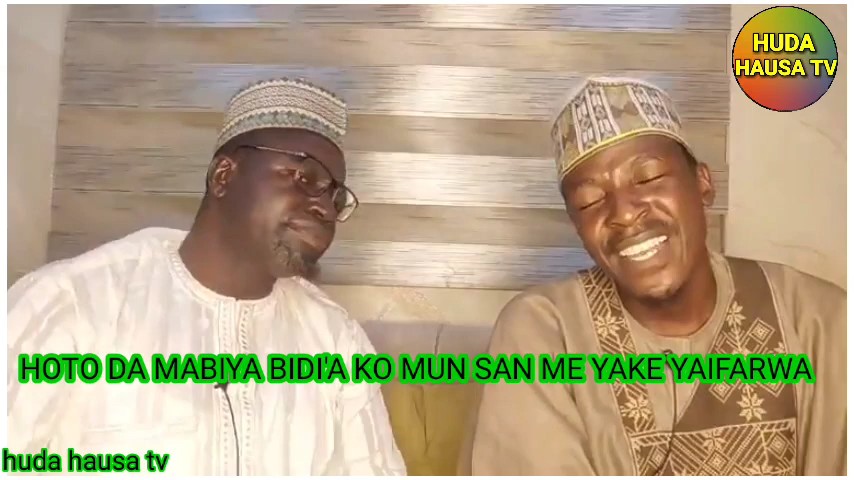 HUDA
HAUSA TV
HOTO DA MABIYA BIDI'A KO MUN SAN ME YAKE YAIFARWA
huda hausa tv